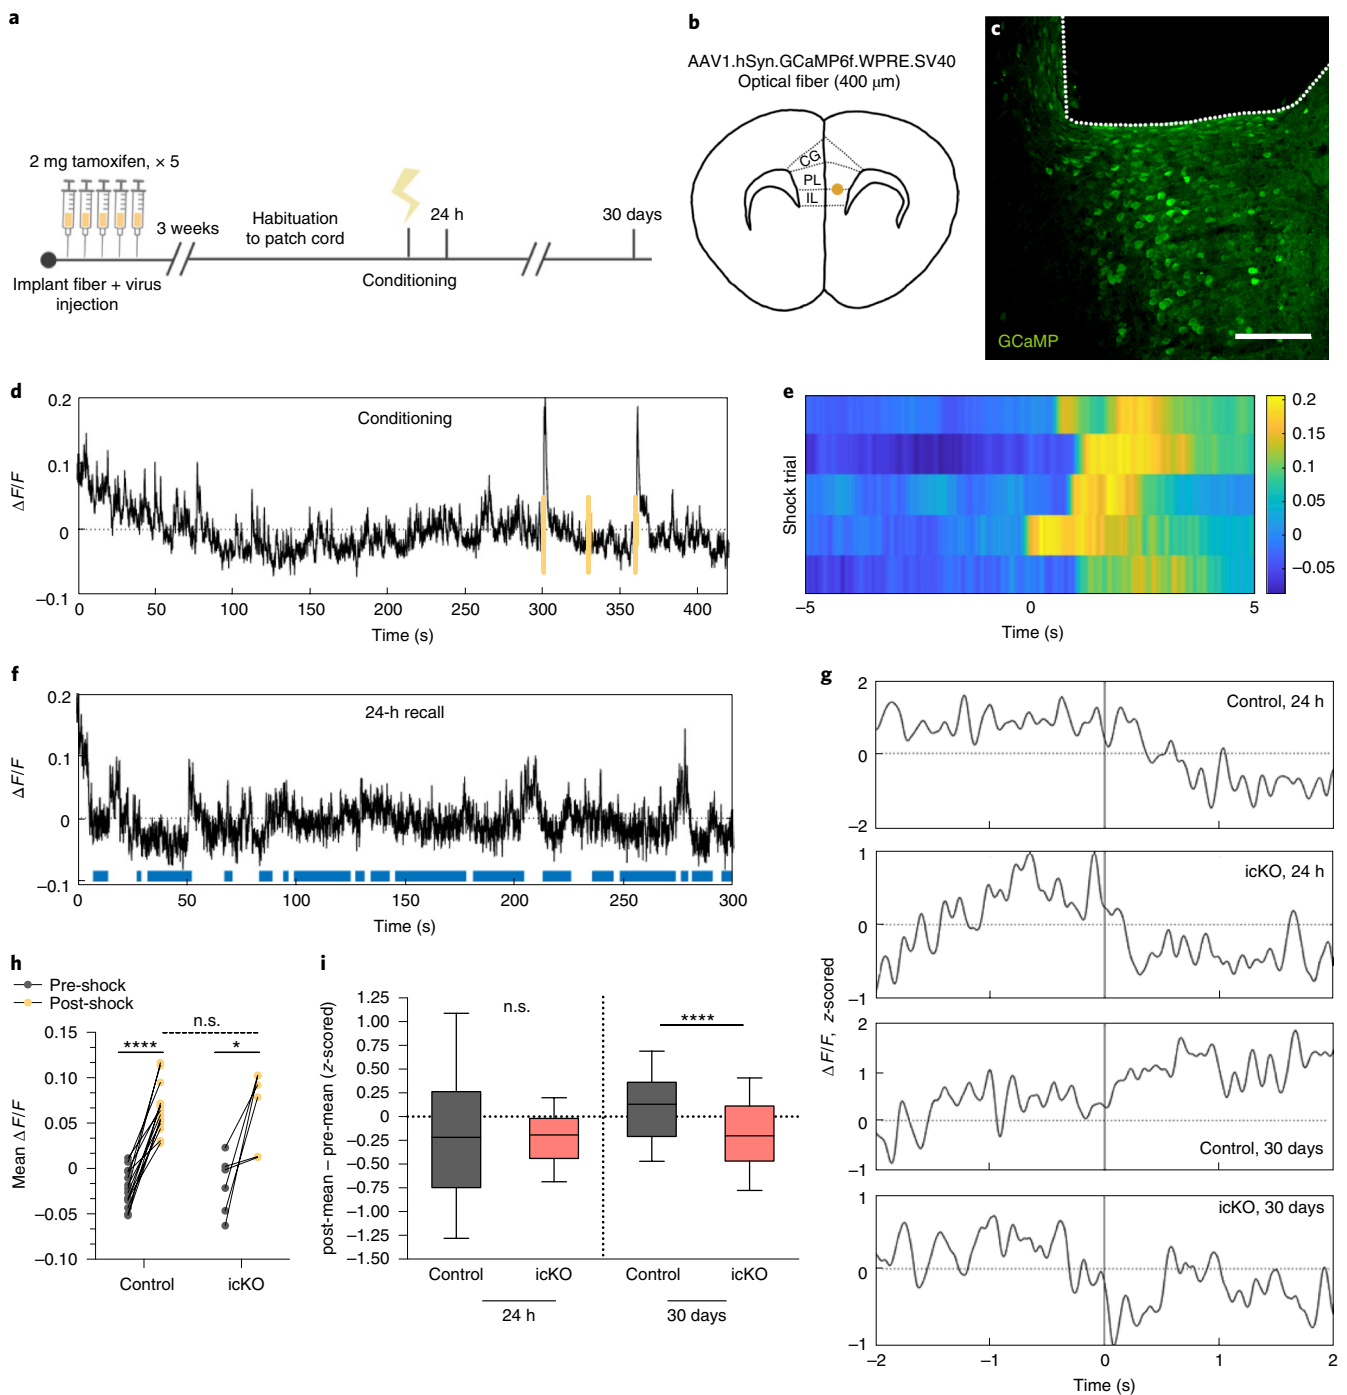 a
2 mg tamoxifen, × 5
3 weeks
Habituation
to patch cord
24 h
30 days
Implant fiber + virus
injection
Conditioning
b
AAV1.hSyn.GCaMP6f.WPRE.SV40
Optical fiber (400 μm)
CG
PL
IL
c
GCaMP
d
Conditioning
0.2
0.1
0
–0.1
ΔF/F
0 50 100 150 200 250 300 350 400
Time (s)
e
Shock trial
0.2
0.15
0.1
0.05
0
–0.05
–5 0 5
Time (s)
f
24-h recall
0.2
0.1
0
–0.1
ΔF/F
0 50 100 150 200 250 300
Time (s)
g
2
Control, 24 h
0
–2
1
icKO, 24 h
0
–1
2
1
0
Control, 30 days
–1
1
icKO, 30 days
0
–1
ΔF/F, z-scored
–2 –1 0 1 2
Time (s)
h
Pre-shock
Post-shock
n.s.
**** *
0.15
0.10
0.05
0
–0.05
–0.10
Mean ΔF/F
Control icKO
i
post-mean – pre-mean (z-scored)
1.25
1.00
0.75
0.50
0.25
0
–0.25
–0.50
–0.75
–1.00
–1.25
–1.50
n.s.
****
Control icKO Control icKO
24 h 30 days